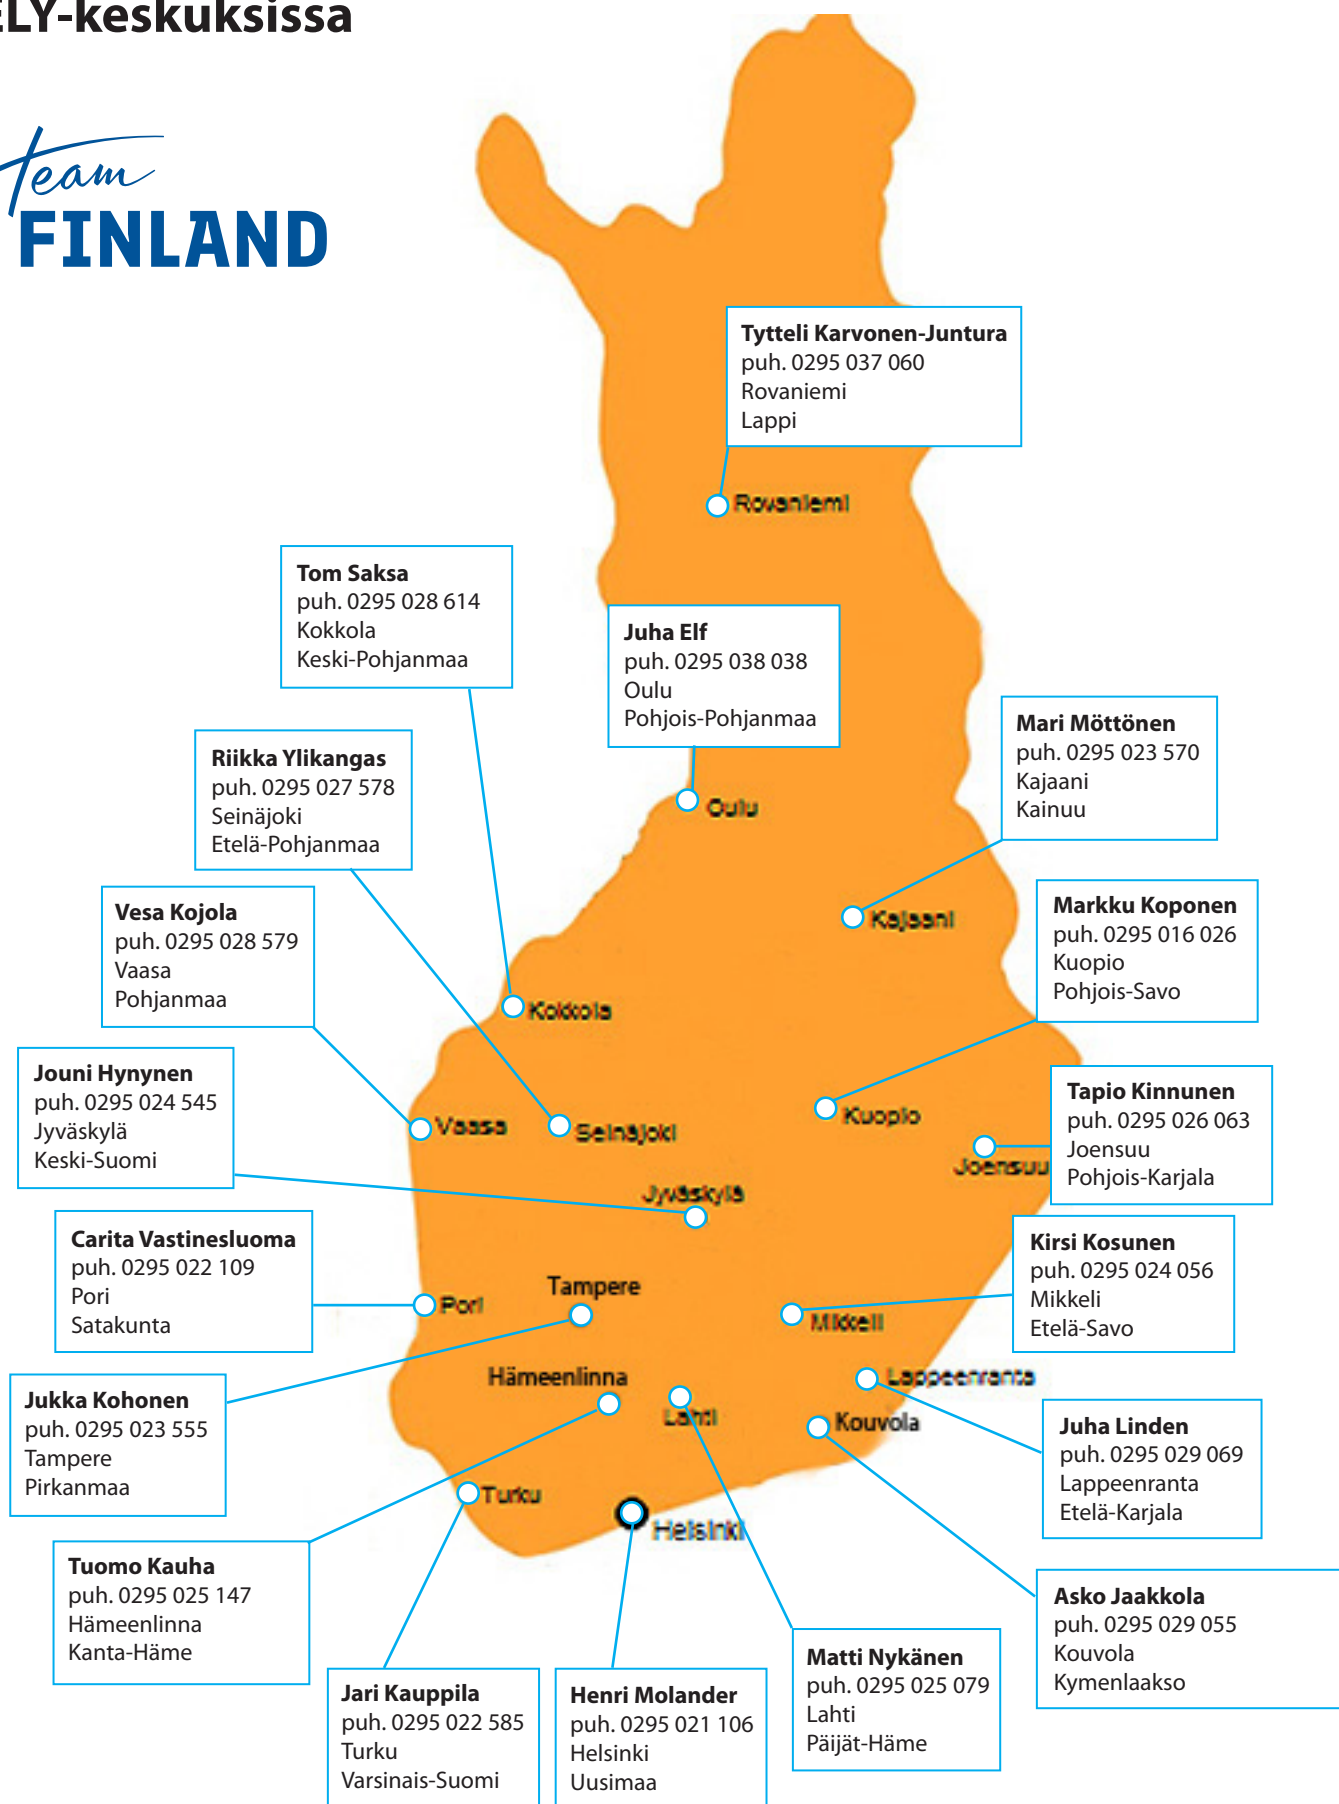 ELY-keskuksissa
team
FINLAND
Tytteli Karvonen-Juntura
puh. 0295 037 060
Rovaniemi
Lappi
Rovaniemi
Tom Saksa
puh. 0295 028 614
Kokkola
Keski-Pohjanmaa
Juha Elf
puh. 0295 038 038
Oulu
Pohjois-Pohjanmaa
Mari Möttönen
puh. 0295 023 570
Kajaani
Kainuu
Riikka Ylikangas
puh. 0295 027 578
Seinäjoki
Etelä-Pohjanmaa
Oulu
Vesa Kojola
puh. 0295 028 579
Vaasa
Pohjanmaa
Kajaani
Markku Koponen
puh. 0295 016 026
Kuopio
Pohjois-Savo
Kokkola
Jouni Hynynen
puh. 0295 024 545
Jyväskylä
Keski-Suomi
Vaasa
Seinäjoki
Kuopio
Joensuu
Tapio Kinnunen
puh. 0295 026 063
Joensuu
Pohjois-Karjala
Jyväskylä
Carita Vastinesluoma
puh. 0295 022 109
Pori
Satakunta
Tampere
Pori
Mikkeli
Kirsi Kosunen
puh. 0295 024 056
Mikkeli
Etelä-Savo
Jukka Kohonen
puh. 0295 023 555
Tampere
Pirkanmaa
Hämeenlinna
Lahti
Lappeenranta
Kouvola
Juha Linden
puh. 0295 029 069
Lappeenranta
Etelä-Karjala
Turku
Helsinki
Tuomo Kauha
puh. 0295 025 147
Hämeenlinna
Kanta-Häme
Asko Jaakkola
puh. 0295 029 055
Kouvola
Kymenlaakso
Jari Kauppila
puh. 0295 022 585
Turku
Varsinais-Suomi
Henri Molander
puh. 0295 021 106
Helsinki
Uusimaa
Matti Nykänen
puh. 0295 025 079
Lahti
Päijät-Häme